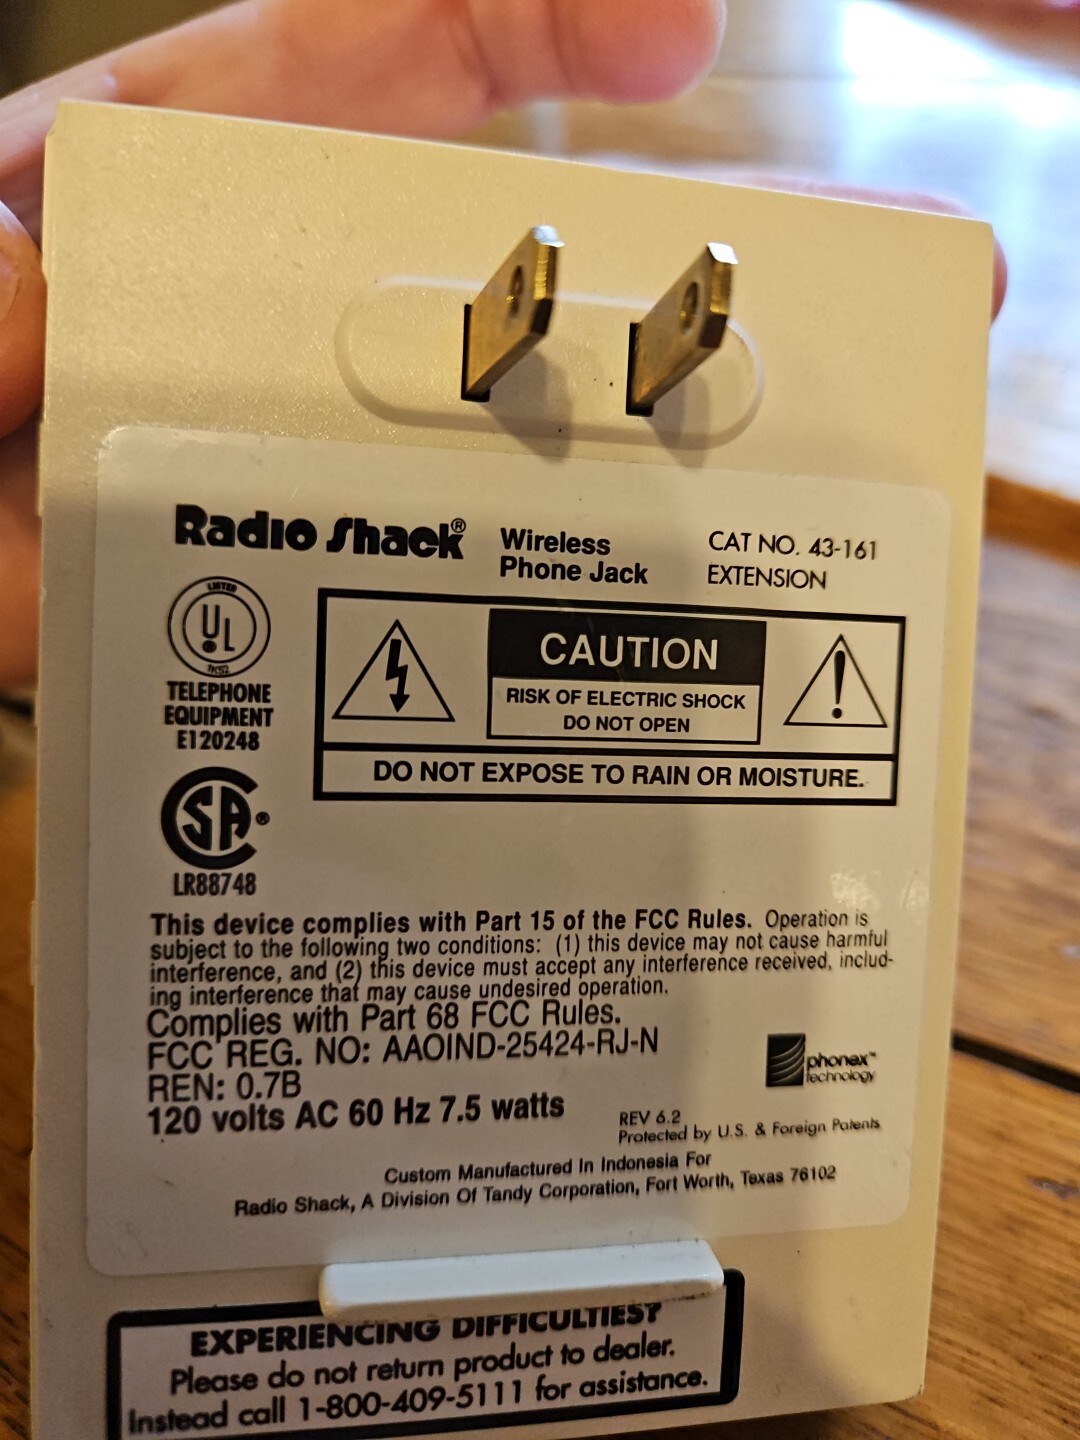 Radio Shack®
Wireless
Phone Jack
CAT NO. 43-161
EXTENSION
LISTED
UL
7K52
TELEPHONE
EQUIPMENT
E120248
CAUTION
RISK OF ELECTRIC SHOCK
DO NOT OPEN
DO NOT EXPOSE TO RAIN OR MOISTURE.
SA®
LR88748
This device complies with Part 15 of the FCC Rules. Operation is
subject to the following two conditions: (1) this device may not cause harmful
interference, and (2) this device must accept any interference received, includ-
ing interference that may cause undesired operation.
Complies with Part 68 FCC Rules.
FCC REG. NO: AAOIND-25424-RJ-N
REN: 0.7B
120 volts AC 60 Hz 7.5 watts
phonex™
technology
REV 6.2
Protected by U.S. & Foreign Patents
Custom Manufactured In Indonesia For
Radio Shack, A Division Of Tandy Corporation, Fort Worth, Texas 76102
EXPERIENCING DIFFICULTIES?
Please do not return product to dealer.
Instead call 1-800-409-5111 for assistance.